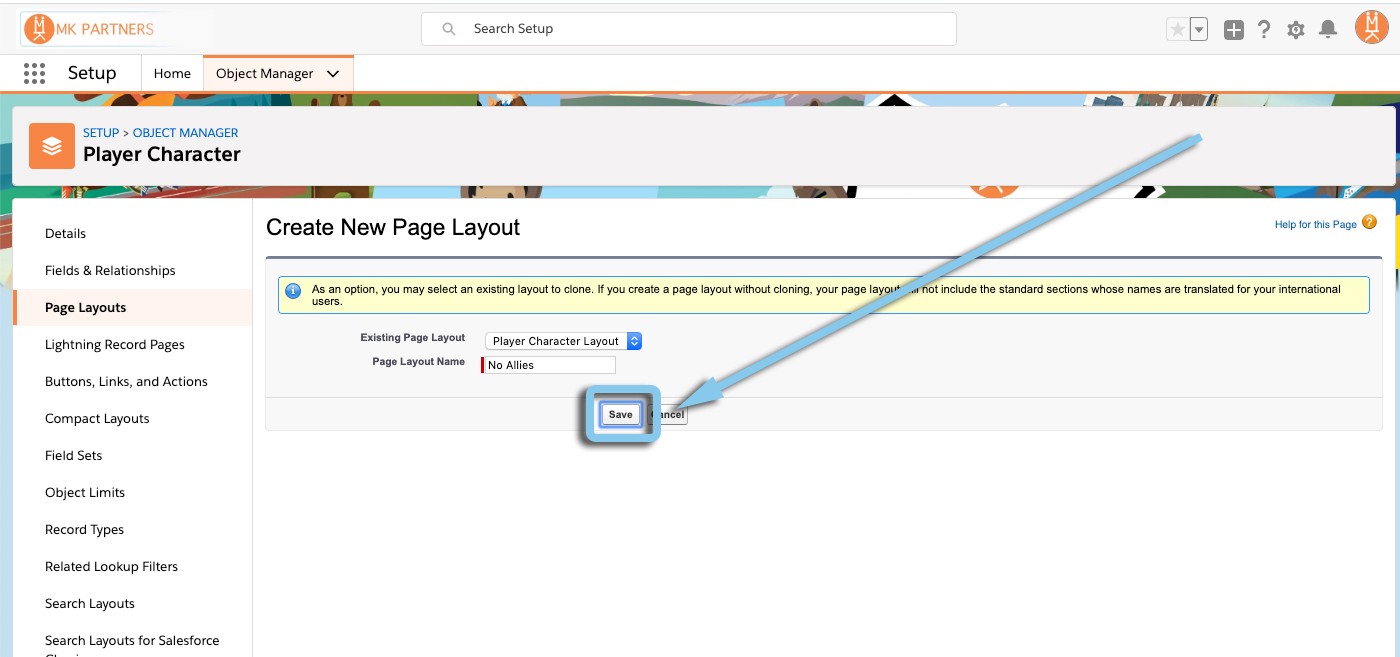 MK PARTNERS
Search Setup
Setup
Home
Object Manager
SETUP > OBJECT MANAGER
Player Character
Details
Fields & Relationships
Page Layouts
Lightning Record Pages
Buttons, Links, and Actions
Compact Layouts
Field Sets
Object Limits
Record Types
Related Lookup Filters
Search Layouts
Search Layouts for Salesforce
Create New Page Layout
Help for this Page ?
As an option, you may select an existing layout to clone. If you create a page layout without cloning, your page layout will not include the standard sections whose names are translated for your international
users.
Existing Page Layout Player Character Layout
Page Layout Name No Allies
Save ancel